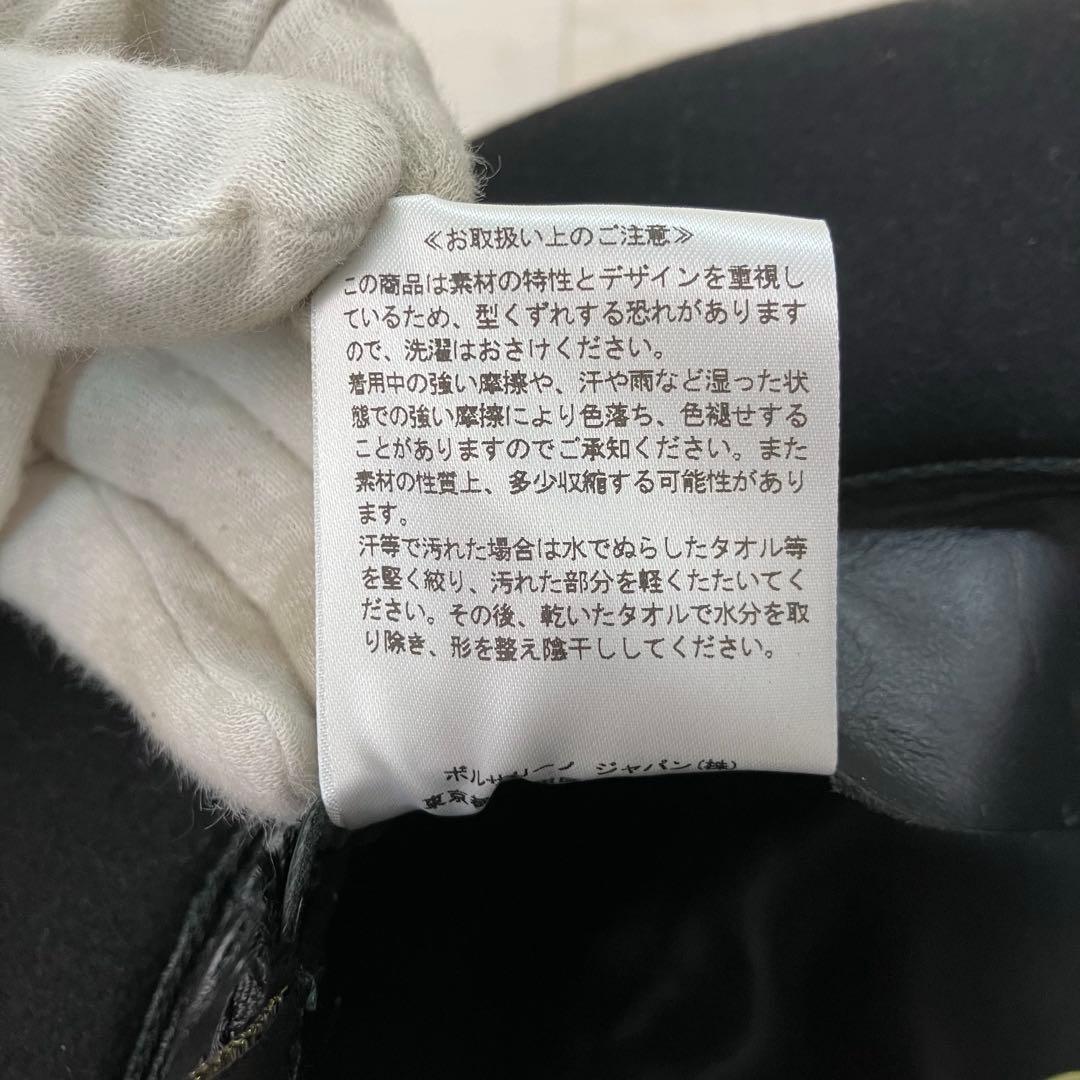 ≪お取扱い上のご注意≫
この商品は素材の特性とデザインを重視し
ているため、型くずれする恐れがあります
ので、洗濯はおさけください。
着用中の強い摩擦や、汗や雨など湿った状
態での強い摩擦により色落ち、色褪せする
ことがありますのでご承知ください。また
素材の性質上、多少収縮する可能性があり
ます。
汗等で汚れた場合は水でぬらしたタオル等
を堅く絞り、汚れた部分を軽くたたいてく
ださい。その後、乾いたタオルで水分を取
り除き、形を整え陰干ししてください。
ボルサリーノ ジャパン(株)
東京都